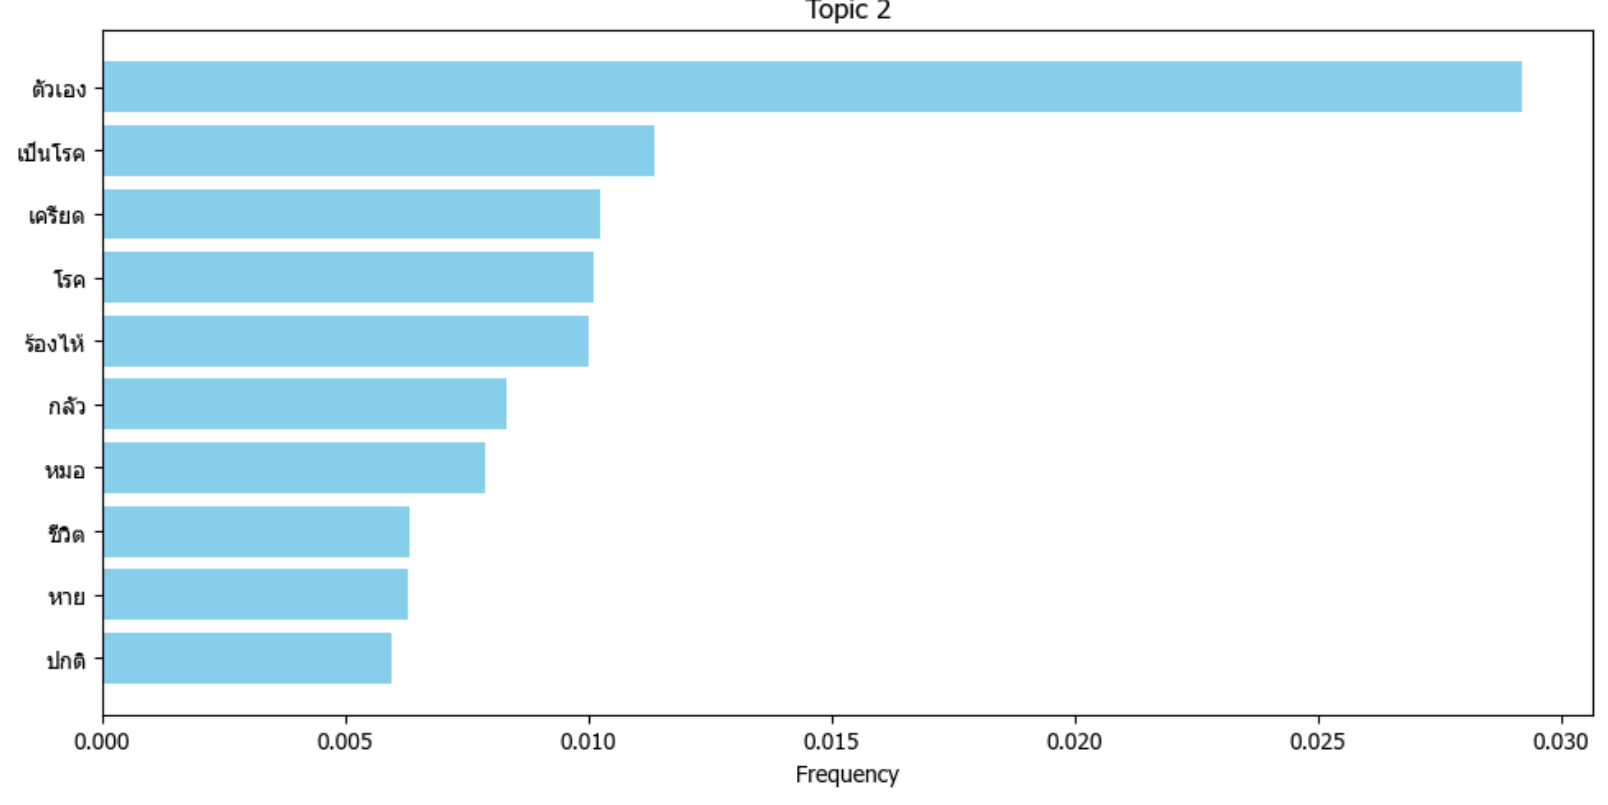 Topic 2
ตัวเอง
เป็นโรค
เครียด
โรค
ร้องไห้
กลัว
หมอ
ชีวิต
หาย
ปกติ
0.000 0.005 0.010 0.015 0.020 0.025 0.030
Frequency